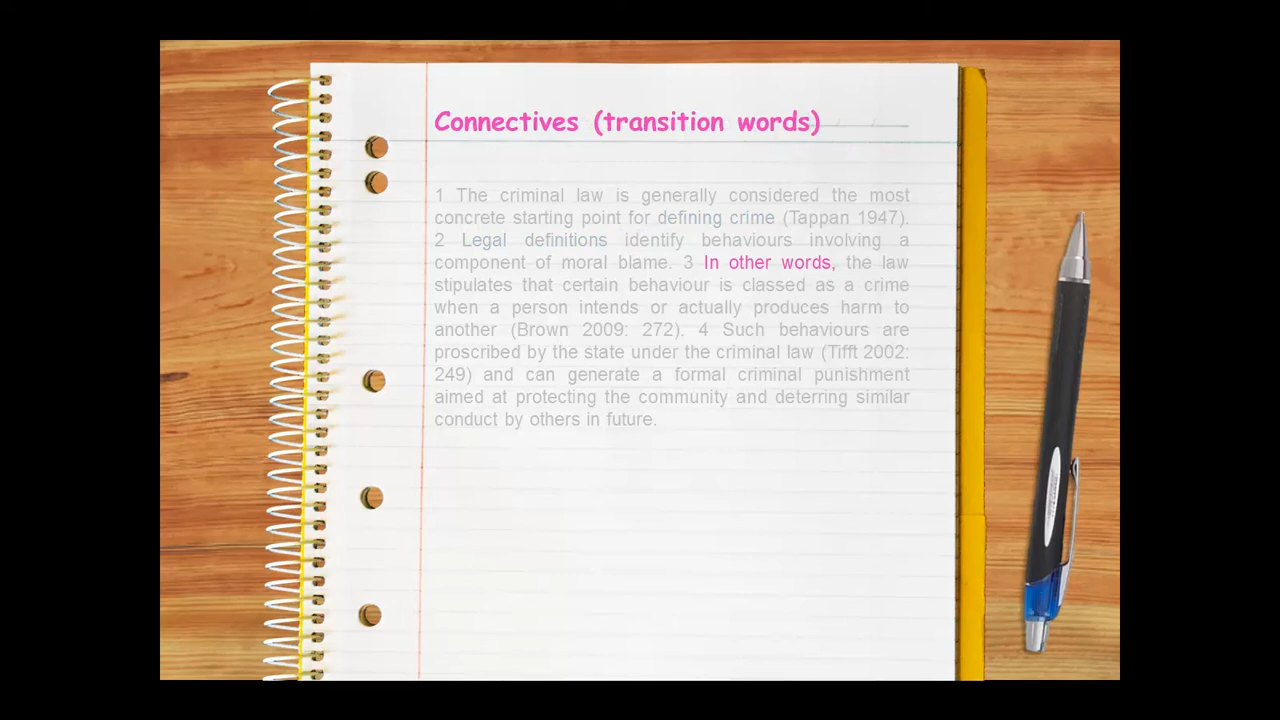 Connectives (transition words)
1 The criminal law is generally considered the most
concrete starting point for defining crime (Tappan 1947).
2 Legal definitions identify behaviours involving a
component of moral blame. 3 In other words, the law
stipulates that certain behaviour is classed as a crime
when a person intends or actually produces harm to
another (Brown 2009: 272). 4 Such behaviours are
proscribed by the state under the criminal law (Tifft 2002:
249) and can generate a formal criminal punishment
aimed at protecting the community and deterring similar
conduct by others in future.